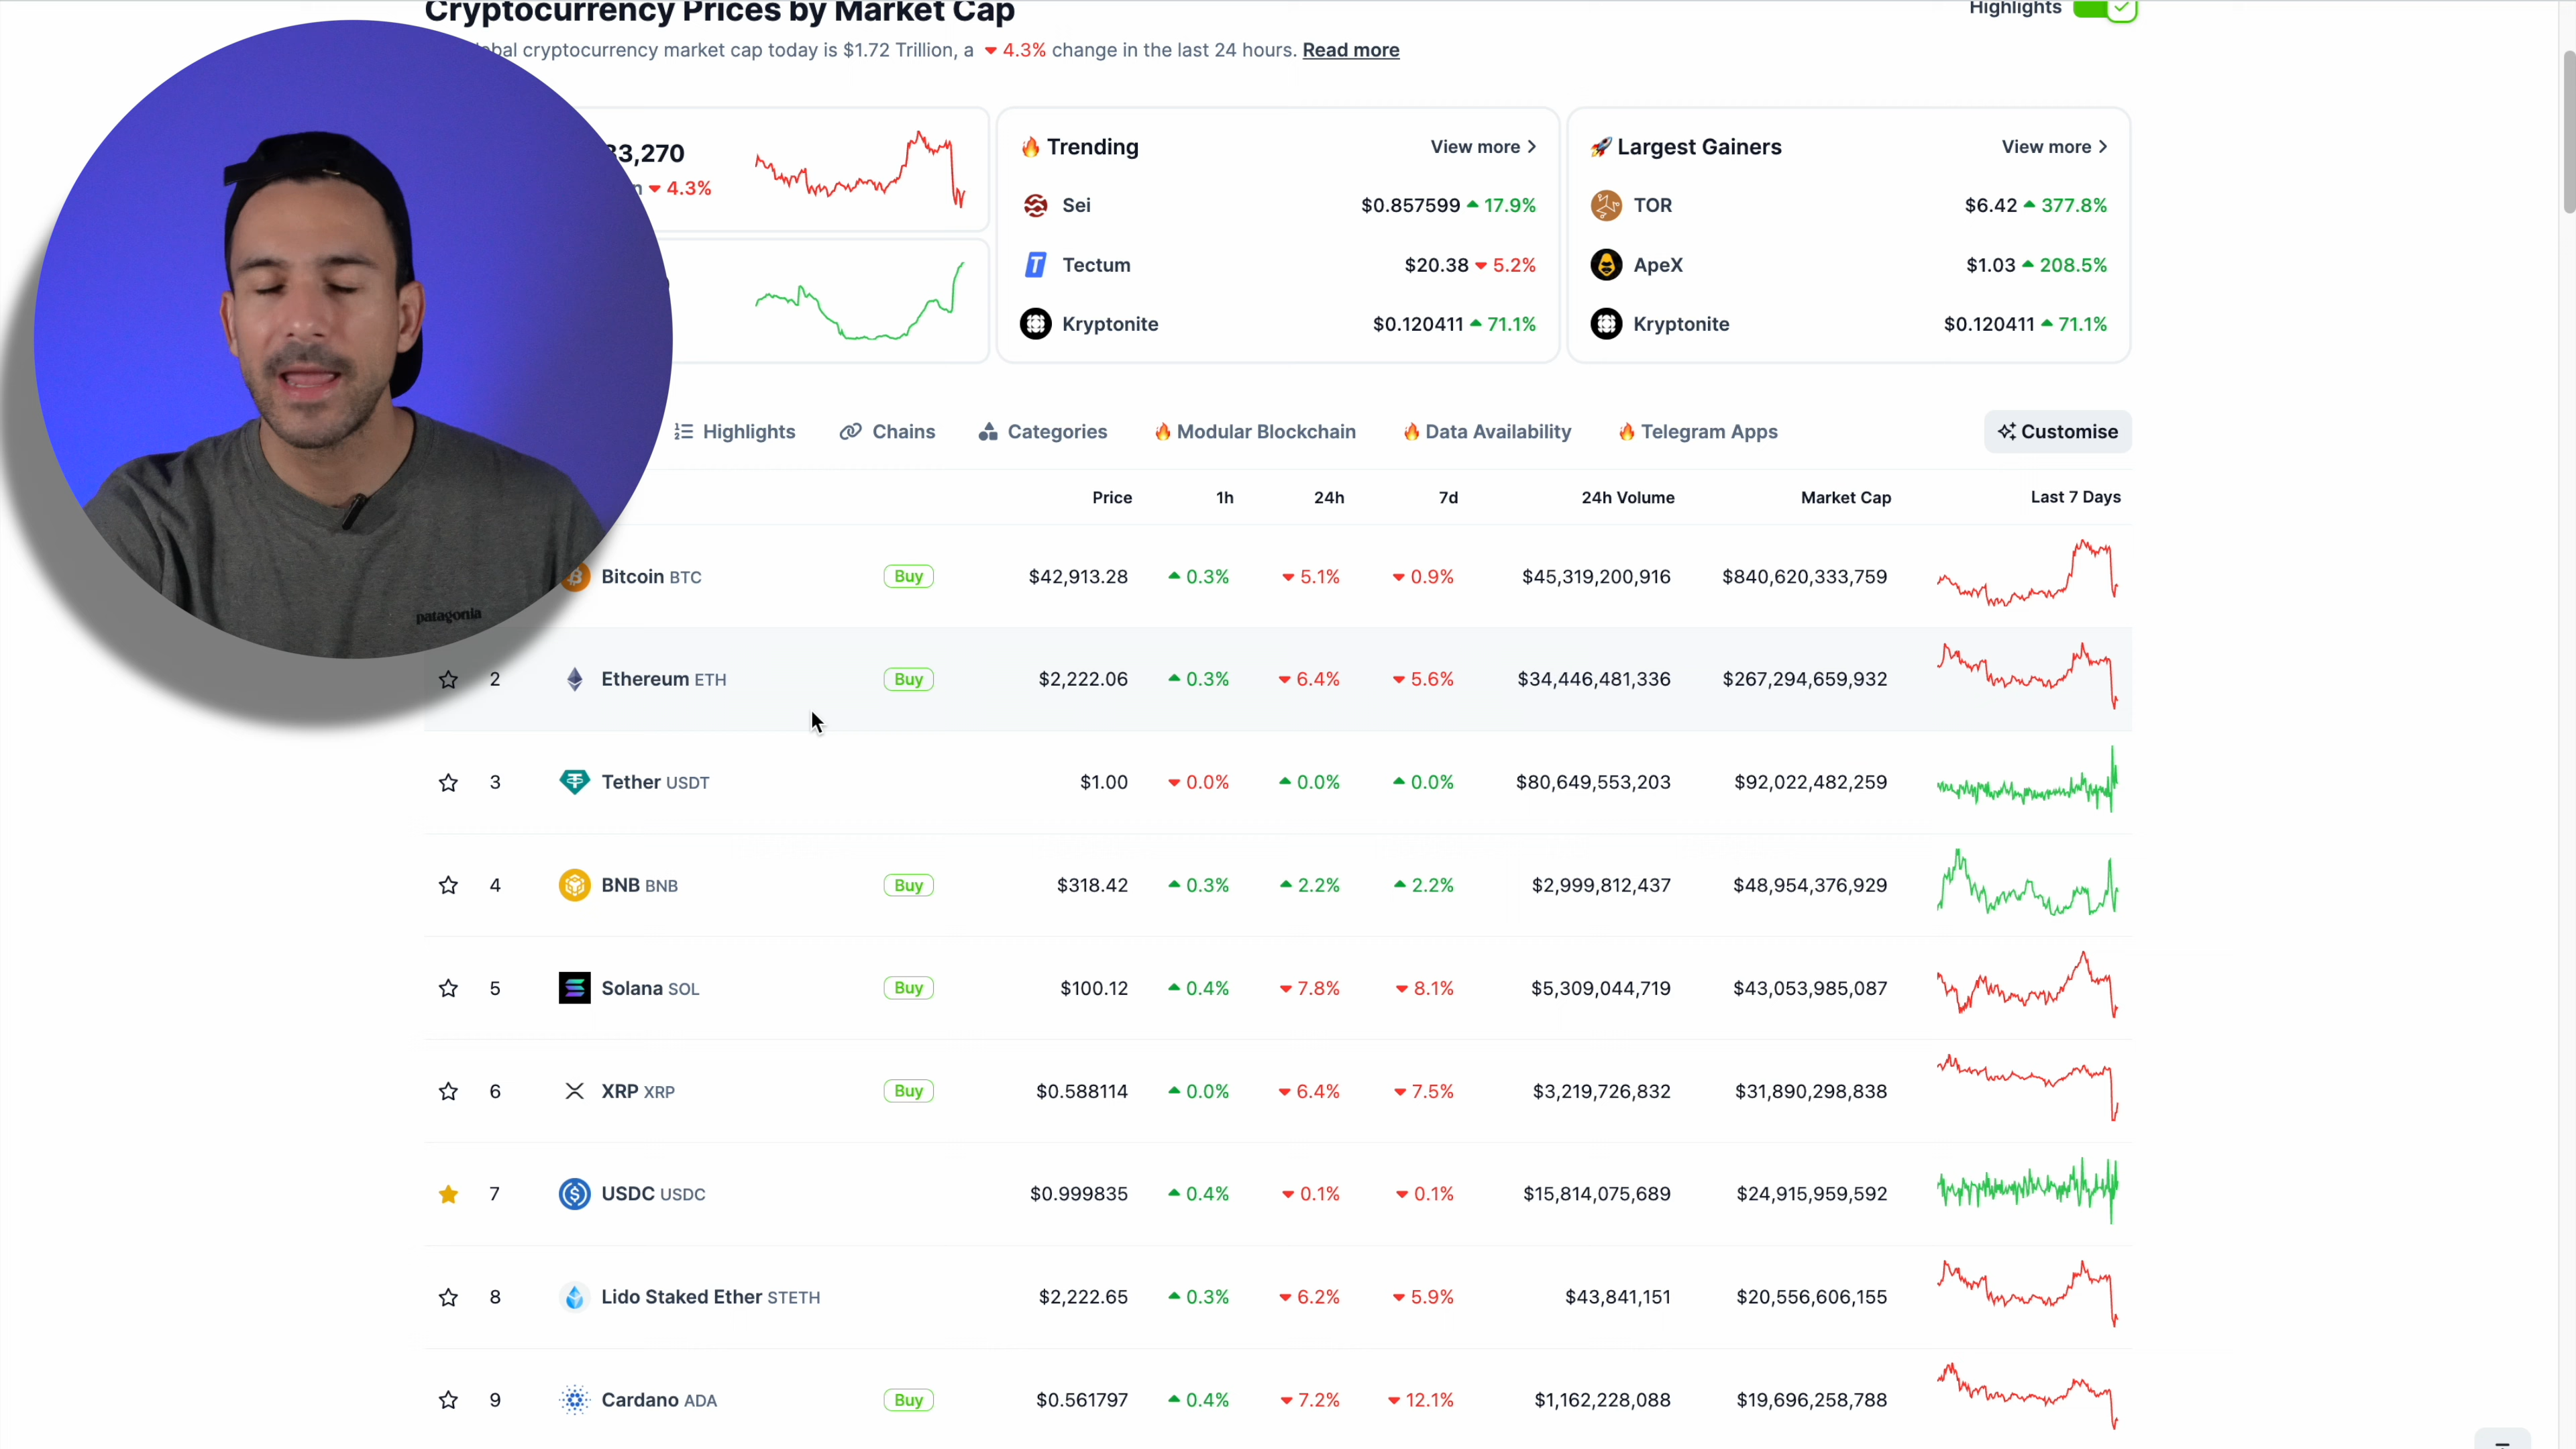 Cryptocurrency Prices by Market Cap
Highlights
cryptocurrency market cap today is $1.72 Trillion, a 4.3% change in the last 24 hours. Read more
3,270
4.3%
🔥 Trending
View more >
Sei
$0.857599 17.9%
Tectum
$20.38 5.2%
Kryptonite
$0.120411 71.1%
🚀 Largest Gainers
View more >
TOR
$6.42 377.8%
ApeX
$1.03 208.5%
Kryptonite
$0.120411 71.1%
Highlights Chains Categories 🔥 Modular Blockchain 🔥 Data Availability 🔥 Telegram Apps Customise
Price 1h 24h 7d 24h Volume Market Cap Last 7 Days
Bitcoin BTC Buy $42,913.28 0.3% 5.1% 0.9% $45,319,200,916 $840,620,333,759
2 Ethereum ETH Buy $2,222.06 0.3% 6.4% 5.6% $34,446,481,336 $267,294,659,932
3 Tether USDT $1.00 0.0% 0.0% 0.0% $80,649,553,203 $92,022,482,259
4 BNB BNB Buy $318.42 0.3% 2.2% 2.2% $2,999,812,437 $48,954,376,929
5 Solana SOL Buy $100.12 0.4% 7.8% 8.1% $5,309,044,719 $43,053,985,087
6 XRP XRP Buy $0.588114 0.0% 6.4% 7.5% $3,219,726,832 $31,890,298,838
7 USDC USDC $0.999835 0.4% 0.1% 0.1% $15,814,075,689 $24,915,959,592
8 Lido Staked Ether STETH $2,222.65 0.3% 6.2% 5.9% $43,841,151 $20,556,606,155
9 Cardano ADA Buy $0.561797 0.4% 7.2% 12.1% $1,162,228,088 $19,696,258,788
patagonia